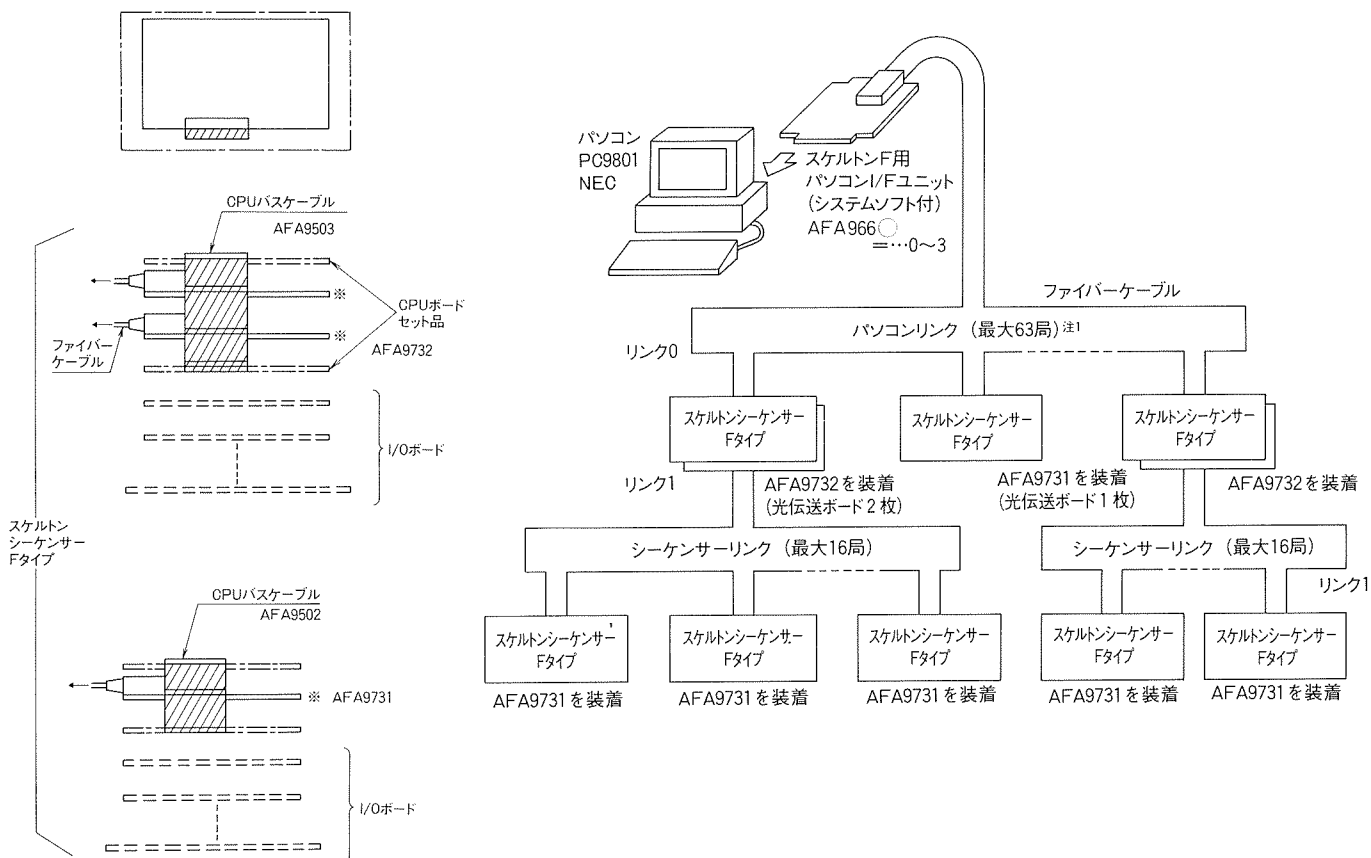 CPUバスケーブル
AFA9503
※
※
CPUボード
セット品
AFA9732
ファイバー
ケーブル
I/Oボード
スケルトン
シーケンサー
Fタイプ
CPUバスケーブル
AFA9502
※ AFA9731
I/Oボード
パソコン
PC9801
NEC
スケルトンF用
パソコンI/Fユニット
(システムソフト付)
AFA966○
=…0~3
ファイバーケーブル
パソコンリンク (最大63局)注1
リンク0
スケルトンシーケンサー
Fタイプ
スケルトンシーケンサー
Fタイプ
スケルトンシーケンサー
Fタイプ
リンク1
AFA9732を装着
(光伝送ボード2枚)
AFA9731を装着
(光伝送ボード1枚)
AFA9732を装着
シーケンサーリンク (最大16局)
シーケンサーリンク (最大16局)
リンク1
スケルトンシーケンサー
Fタイプ
スケルトンシーケンサー
Fタイプ
スケルトンシーケンサー
Fタイプ
スケルトンシーケンサー
Fタイプ
スケルトンシーケンサー
Fタイプ
AFA9731を装着
AFA9731を装着
AFA9731を装着
AFA9731を装着
AFA9731を装着